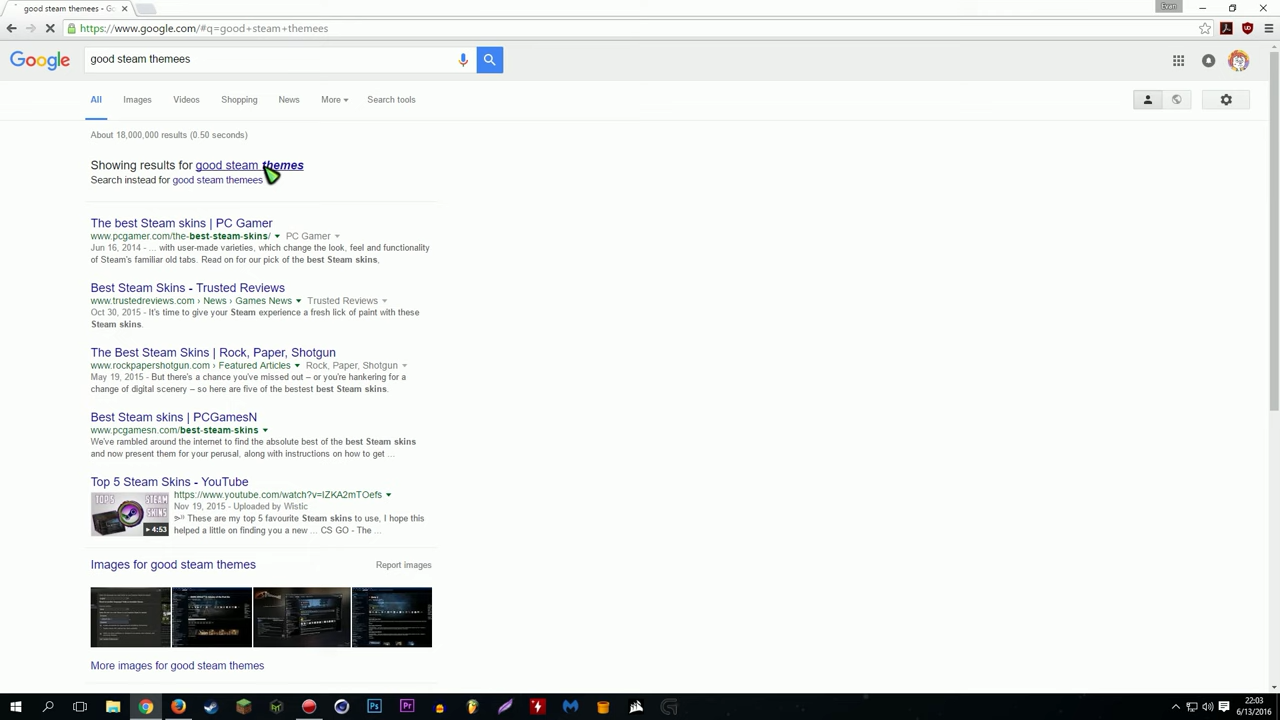 good steam themees - G
Evan
https://www.google.com/#q=good+steam+themees
Google
good steam themees
All Images Videos Shopping News More Search tools
About 18,000,000 results (0.50 seconds)
Showing results for good steam themes
Search instead for good steam themees
The best Steam skins | PC Gamer
www.pcgamer.com/the-best-steam-skins/ PC Gamer
Jun 16, 2014 - ... with user-made varieties, which change the look, feel and functionality
of Steam's familiar old tabs. Read on for our pick of the best Steam skins,
Best Steam Skins - Trusted Reviews
www.trustedreviews.com › News › Games News Trusted Reviews
Oct 30, 2015 - It's time to give your Steam experience a fresh lick of paint with these
Steam skins.
The Best Steam Skins | Rock, Paper, Shotgun
www.rockpapershotgun.com › Featured Articles Rock, Paper, Shotgun
May 19, 2015 - But there's a chance you've missed out – or you're hankering for a
change of digital scenery – so here are five of the bestest best Steam skins.
Best Steam skins | PCGamesN
www.pcgamesn.com/best-steam-skins
We've rambled around the internet to find the absolute best of the best Steam skins
and now present them for your perusal, along with instructions on how to get ...
Top 5 Steam Skins - YouTube
https://www.youtube.com/watch?v=IZKA2mTOefs
Nov 19, 2015 - Uploaded by Wistic
These are my top 5 favourite Steam skins to use, I hope this
helped a little on finding you a new ... CS GO - The ...
TOP 5 STEAM SKINS
4:53
Images for good steam themes Report images
More images for good steam themes
22:03
6/13/2016